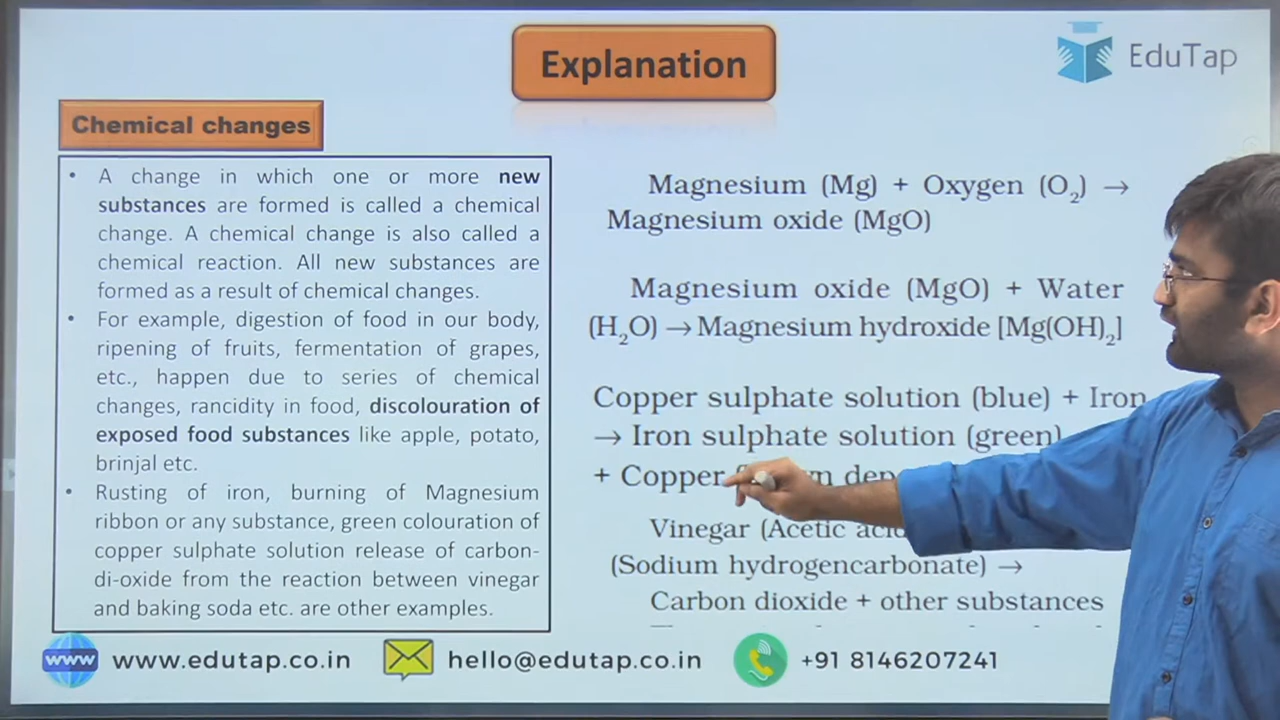 Explanation
EduTap
Chemical changes
• A change in which one or more new
substances are formed is called a chemical
change. A chemical change is also called a
chemical reaction. All new substances are
formed as a result of chemical changes.
• For example, digestion of food in our body,
ripening of fruits, fermentation of grapes,
etc., happen due to series of chemical
changes, rancidity in food, discolouration of
exposed food substances like apple, potato,
brinjal etc.
• Rusting of iron, burning of Magnesium
ribbon or any substance, green colouration of
copper sulphate solution release of carbon-
di-oxide from the reaction between vinegar
and baking soda etc. are other examples.
Magnesium (Mg) + Oxygen (O₂) →
Magnesium oxide (MgO)
Magnesium oxide (MgO) + Water
(H₂O) → Magnesium hydroxide [Mg(OH)₂]
Copper sulphate solution (blue) + Iron
→ Iron sulphate solution (green)
+ Copper
Vinegar (Acetic
(Sodium hydrogencarbonate) →
Carbon dioxide + other substances
www www.edutap.co.in
hello@edutap.co.in
+91 8146207241